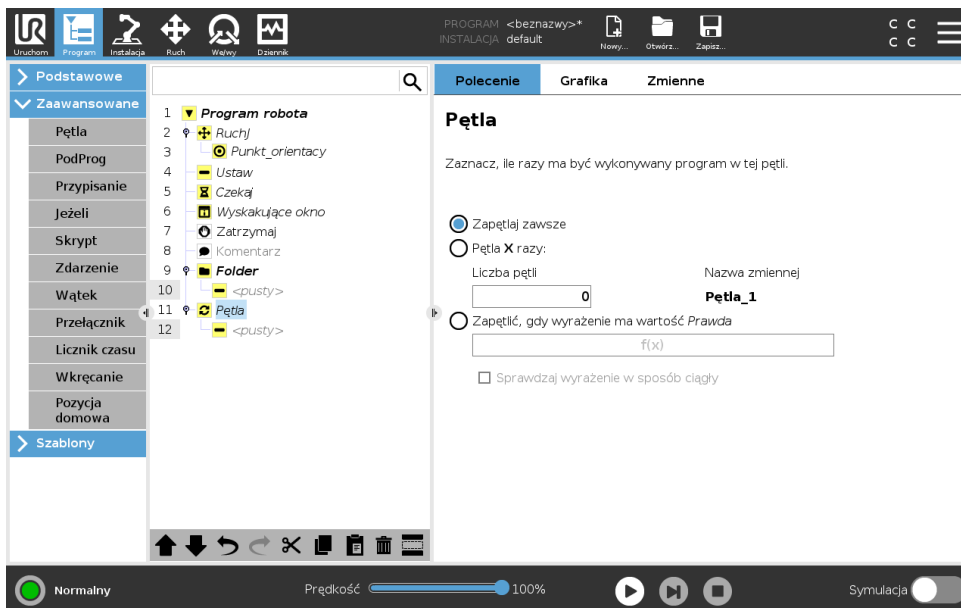 PROGRAM <beznazwy>*
INSTALACJA default
Uruchom Program Instalacja Ruch We/wy Dziennik
Nowy... Otwórz... Zapisz...
C C
C C
Podstawowe
Zaawansowane
Pętla
PodProg
Przypisanie
Jeżeli
Skrypt
Zdarzenie
Wątek
Przełącznik
Licznik czasu
Wkręcanie
Pozycja
domowa
Szablony
1 Program robota
2 RuchJ
3 Punkt_orientacy
4 Ustaw
5 Czekaj
6 Wyskakujące okno
7 Zatrzymaj
8 Komentarz
9 Folder
10 <pusty>
11 Pętla
12 <pusty>
Polecenie Grafika Zmienne
Pętla
Zaznacz, ile razy ma być wykonywany program w tej pętli.
Zapętlaj zawsze
Pętla X razy:
Liczba pętli Nazwa zmiennej
0 Pętla_1
Zapętlić, gdy wyrażenie ma wartość Prawda
f(x)
Sprawdzaj wyrażenie w sposób ciągły
Normalny
Prędkość 100%
Symulacja